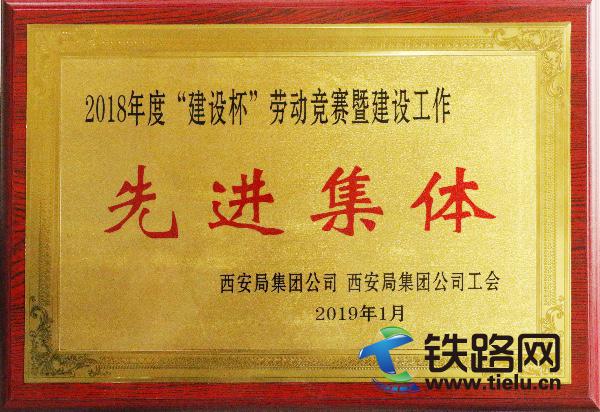 2018年度“建设杯”劳动竞赛暨建设工作
先进集体
西安局集团公司 西安局集团公司工会
2019年1月
铁路网
www.tielu.cn